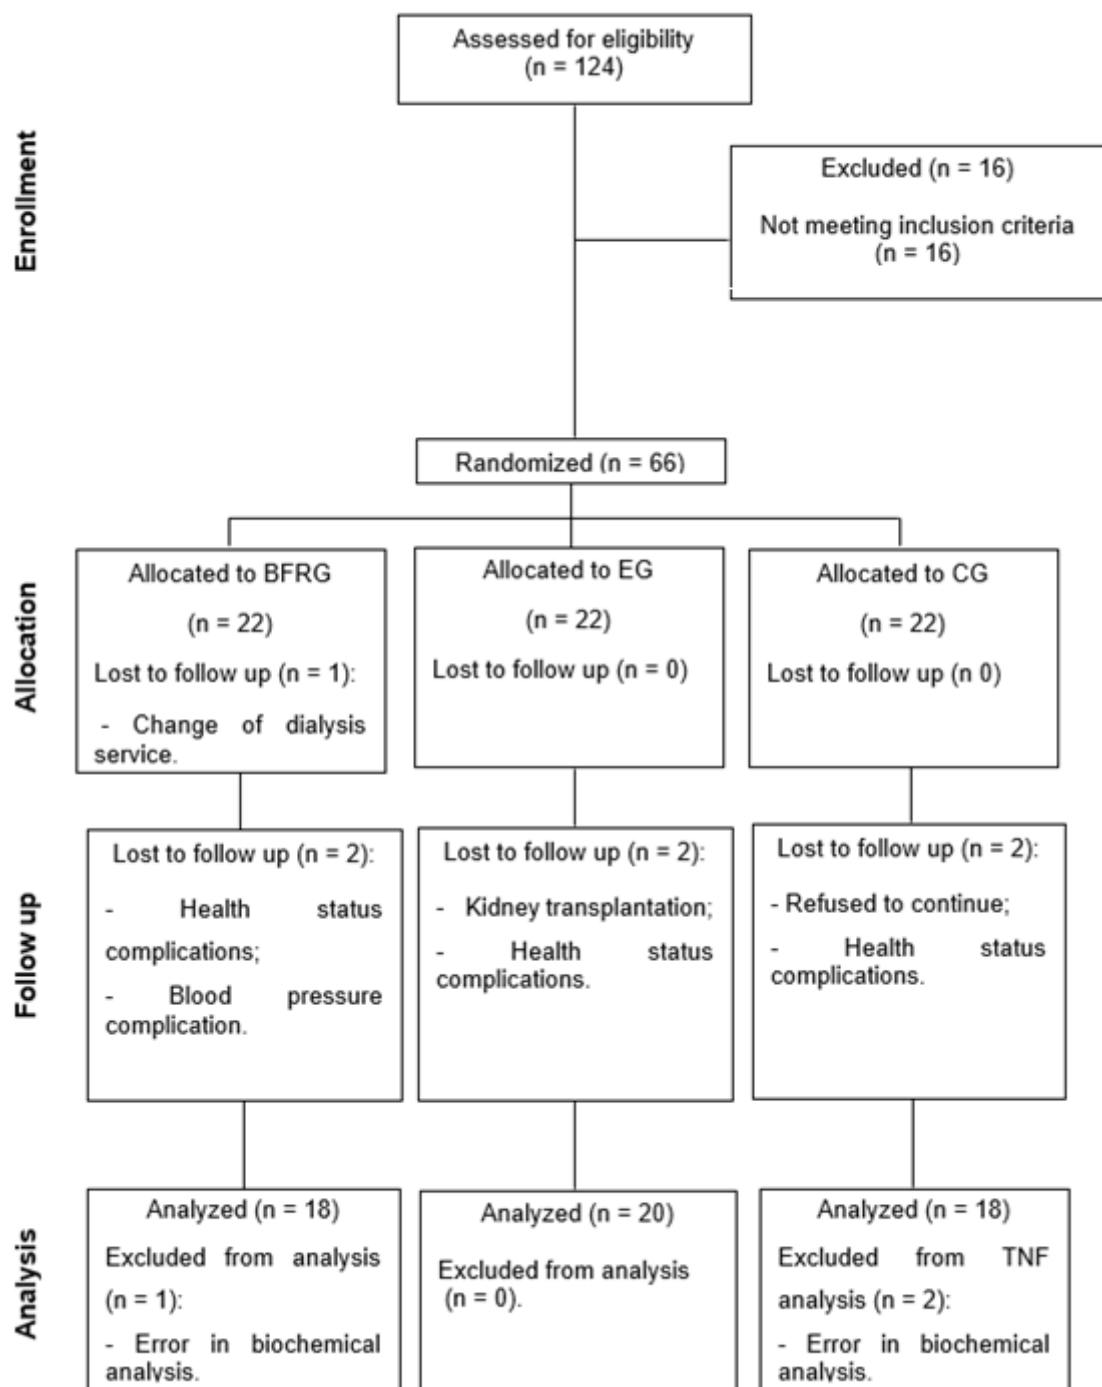 Assessed for eligibility
(n = 124)
Enrollment
Excluded (n = 16)
Not meeting inclusion criteria
(n = 16)
Randomized (n = 66)
Allocation
Allocated to BFRG
(n = 22)
Lost to follow up (n = 1):
- Change of dialysis
service.
Allocated to EG
(n = 22)
Lost to follow up (n = 0)
Allocated to CG
(n = 22)
Lost to follow up (n 0)
Follow up
Lost to follow up (n = 2):
- Health status
complications;
- Blood pressure
complication.
Lost to follow up (n = 2):
- Kidney transplantation;
- Health status
complications.
Lost to follow up (n = 2):
- Refused to continue;
- Health status
complications.
Analysis
Analyzed (n = 18)
Excluded from analysis
(n = 1):
- Error in biochemical
analysis.
Analyzed (n = 20)
Excluded from analysis
(n = 0).
Analyzed (n = 18)
Excluded from TNF
analysis (n = 2):
- Error in biochemical
analysis.